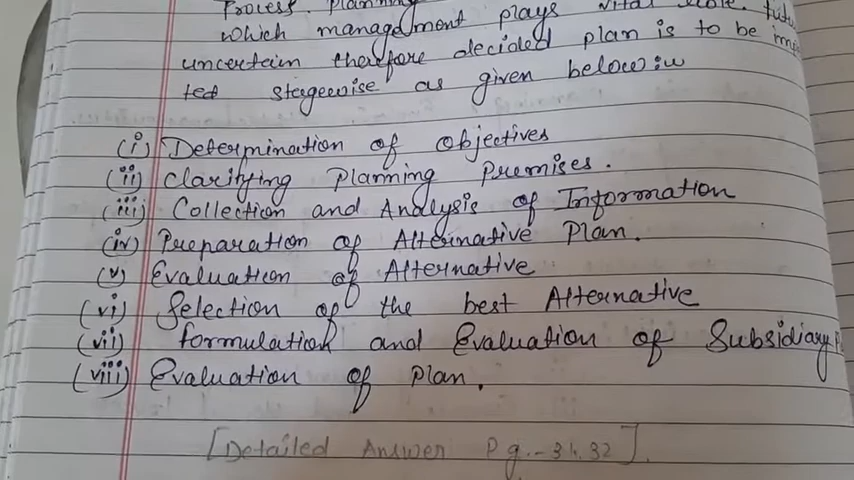 Process. Planning
which management plays vital role.
uncertain therefore decided plan is to be
ted stagewise as given below:-
(i) Determination of objectives
(ii) Clarifying Planning Premises.
(iii) Collection and Analysis of Information
(iv) Preparation of Alternative Plan.
(v) Evaluation of Alternative
(vi) Selection of the best Alternative
(vii) formulation and Evaluation of Subsidiary
(viii) Evaluation of Plan.
[Detailed Answer Pg.-31.32].